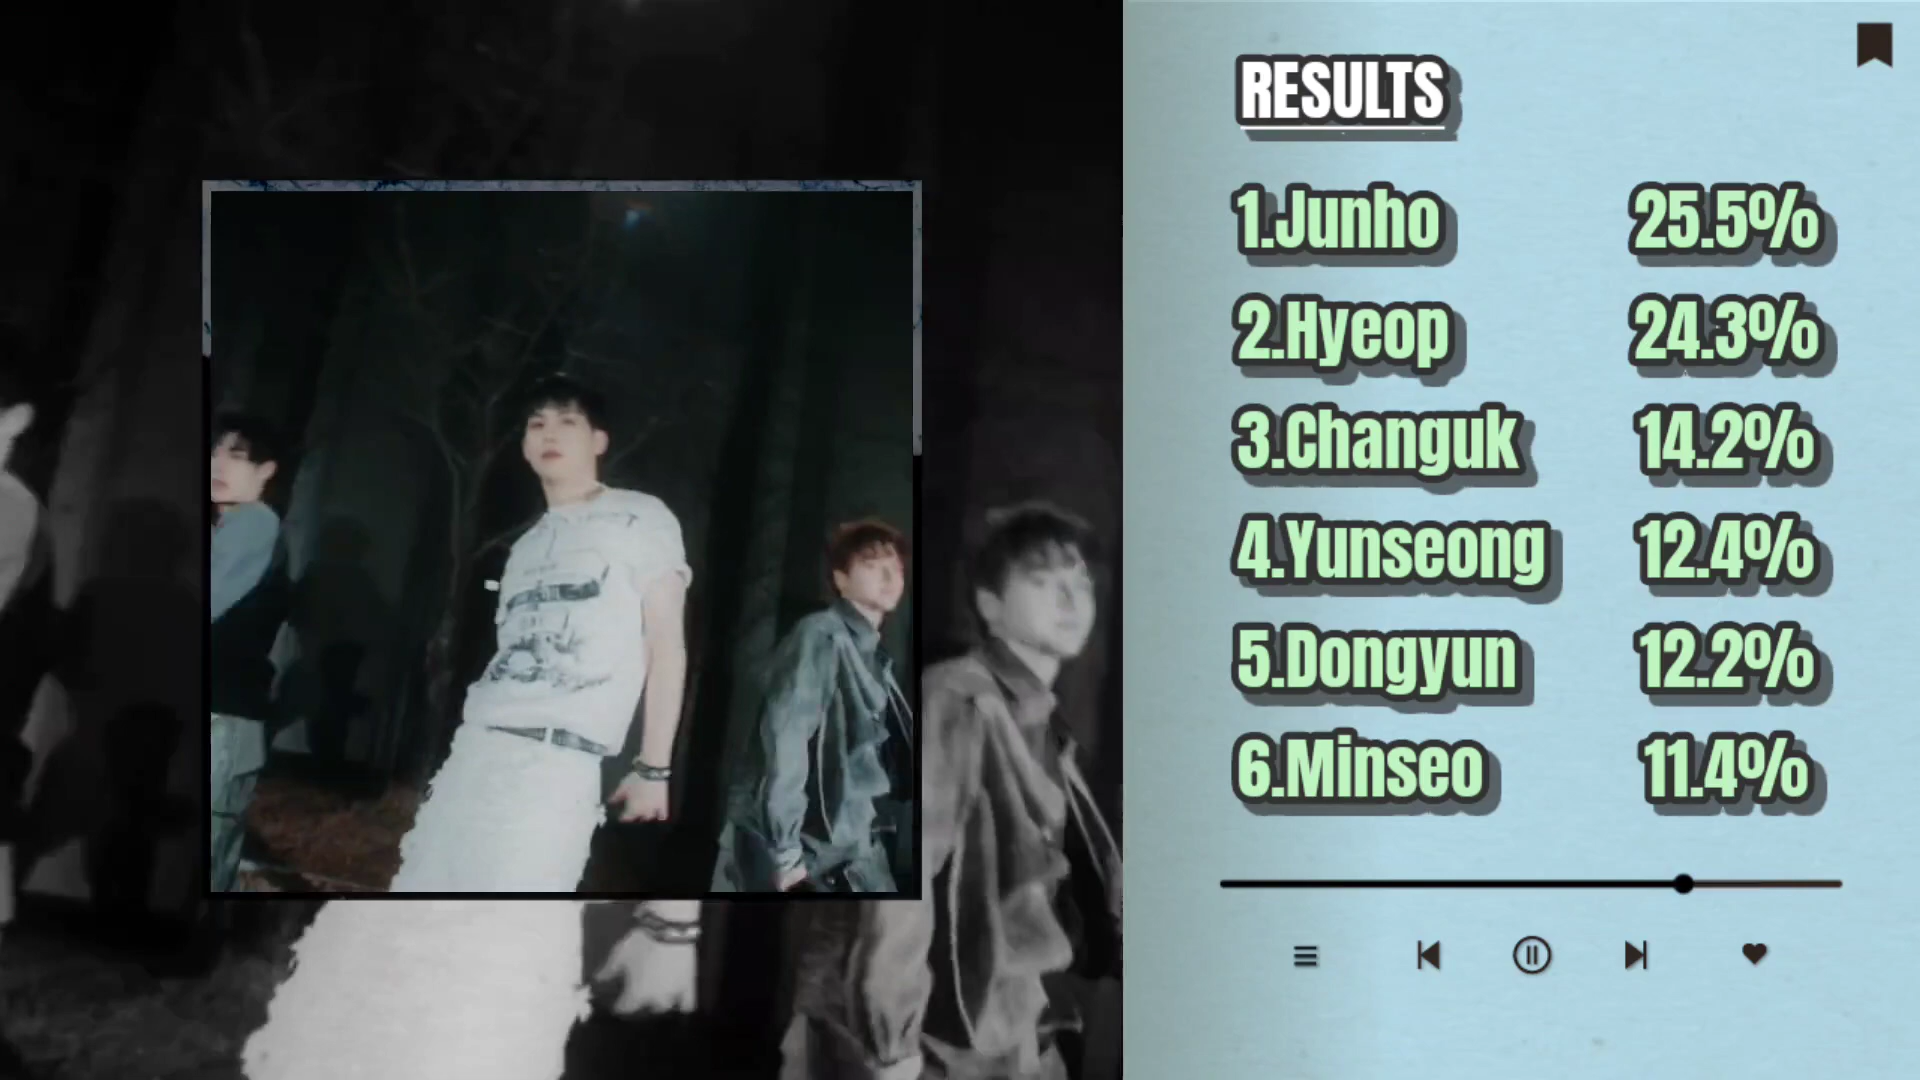 RESULTS
1.Junho 25.5%
2.Hyeop 24.3%
3.Changuk 14.2%
4.Yunseong 12.4%
5.Dongyun 12.2%
6.Minseo 11.4%